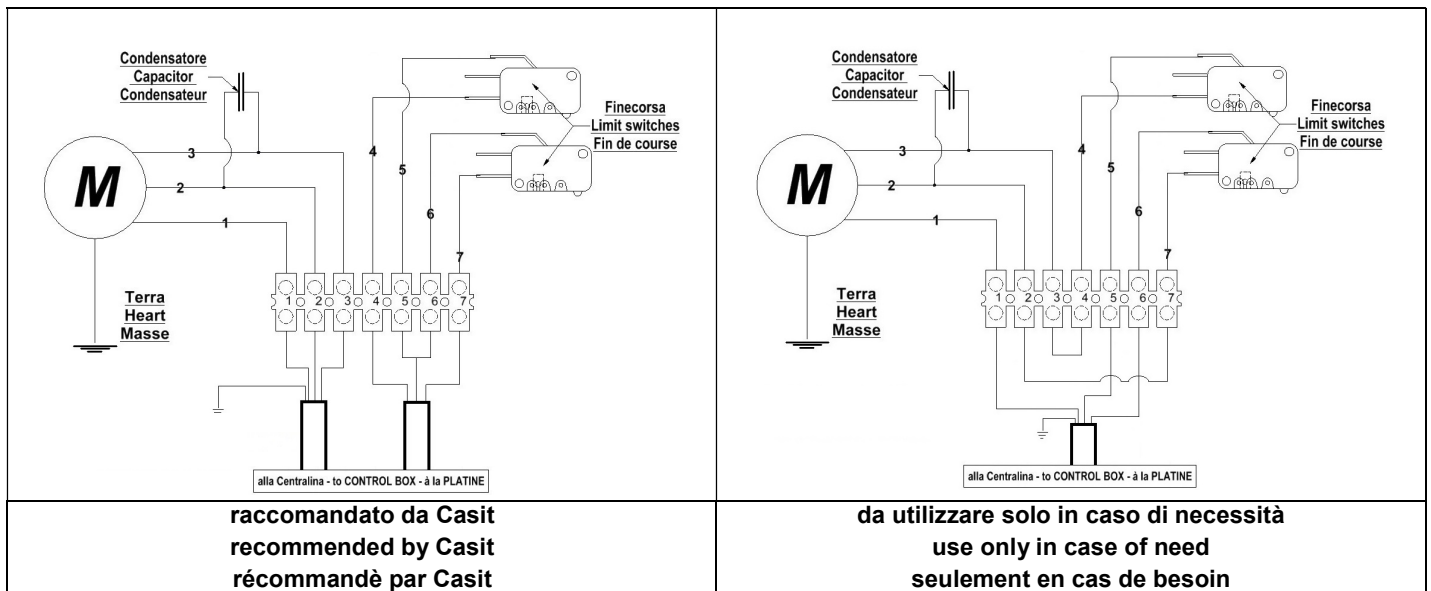 Condensatore
Capacitor
Condensateur
Finecorsa
Limit switches
Fin de course
M
3
2
1
4
5
6
7
1 2 3 4 5 6 7
Terra
Heart
Masse
alla Centralina - to CONTROL BOX - à la PLATINE
raccomandato da Casit
recommended by Casit
récommandè par Casit
Condensatore
Capacitor
Condensateur
Finecorsa
Limit switches
Fin de course
M
3
2
1
4
5
6
7
1 2 3 4 5 6 7
Terra
Heart
Masse
alla Centralina - to CONTROL BOX - à la PLATINE
da utilizzare solo in caso di necessità
use only in case of need
seulement en cas de besoin